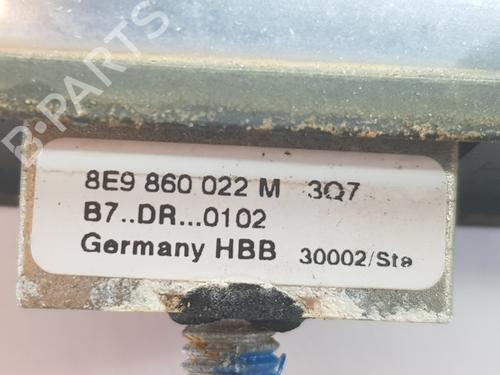 B-PARTS
8E9 860 022 M 3Q7
B7..DR...0102
Germany HBB 30002/Sta